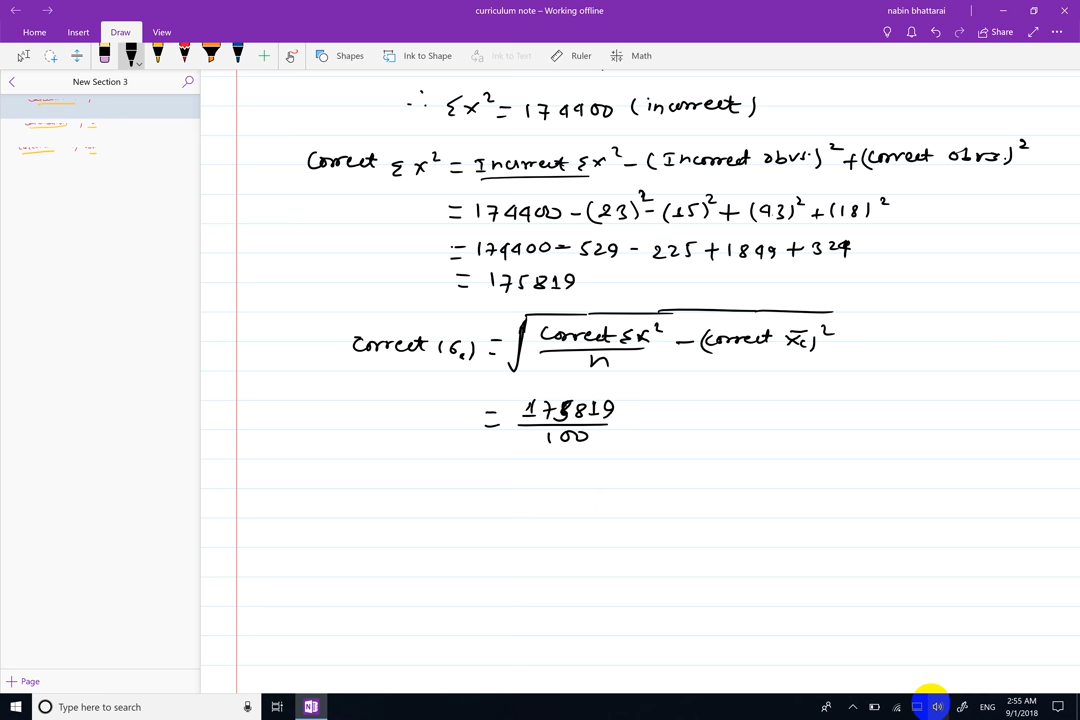 curriculum note – Working offline
nabin bhattarai
Home Insert Draw View
Share
Shapes Ink to Shape Ink to Text Ruler Math
New Section 3
∴ Σx² = 174400 (incorrect)
Correct Σx² = Incorrect Σx² - (Incorrect obvs.)² + (correct obvs.)²
= 174400 - (23)² - (15)² + (43)² + (18)²
= 174400 - 529 - 225 + 1849 + 324
= 175819
Correct (σc) = √(Correct Σx² / n - (correct x̄c)²)
= 175819 / 100
+ Page
Type here to search
ENG
2:55 AM
9/1/2018